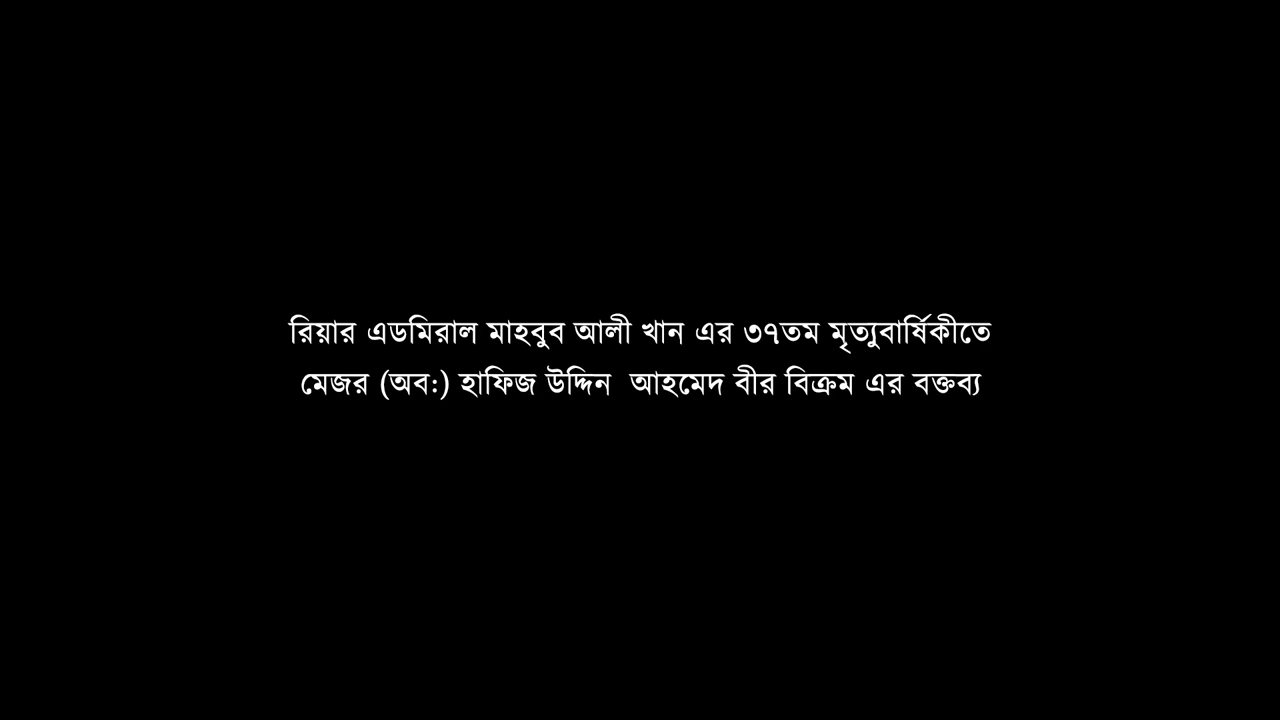 রিয়ার এডমিরাল মাহবুব আলী খান এর ৩৭তম মৃত্যুবার্ষিকীতে
মেজর (অব:) হাফিজ উদ্দিন  আহমেদ বীর বিক্রম এর বক্তব্য